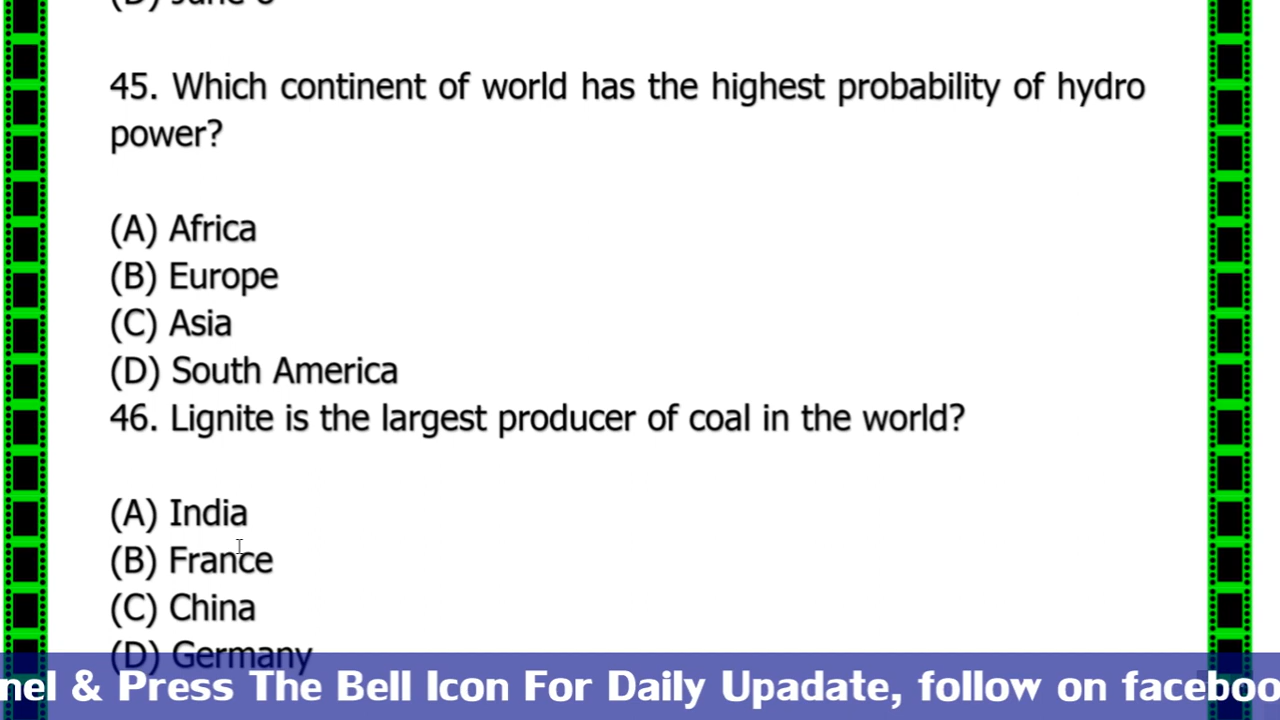 (D) June 6
45. Which continent of world has the highest probability of hydro
power?
(A) Africa
(B) Europe
(C) Asia
(D) South America
46. Lignite is the largest producer of coal in the world?
(A) India
(B) France
(C) China
(D) Germany
nel & Press The Bell Icon For Daily Upadate, follow on faceboo